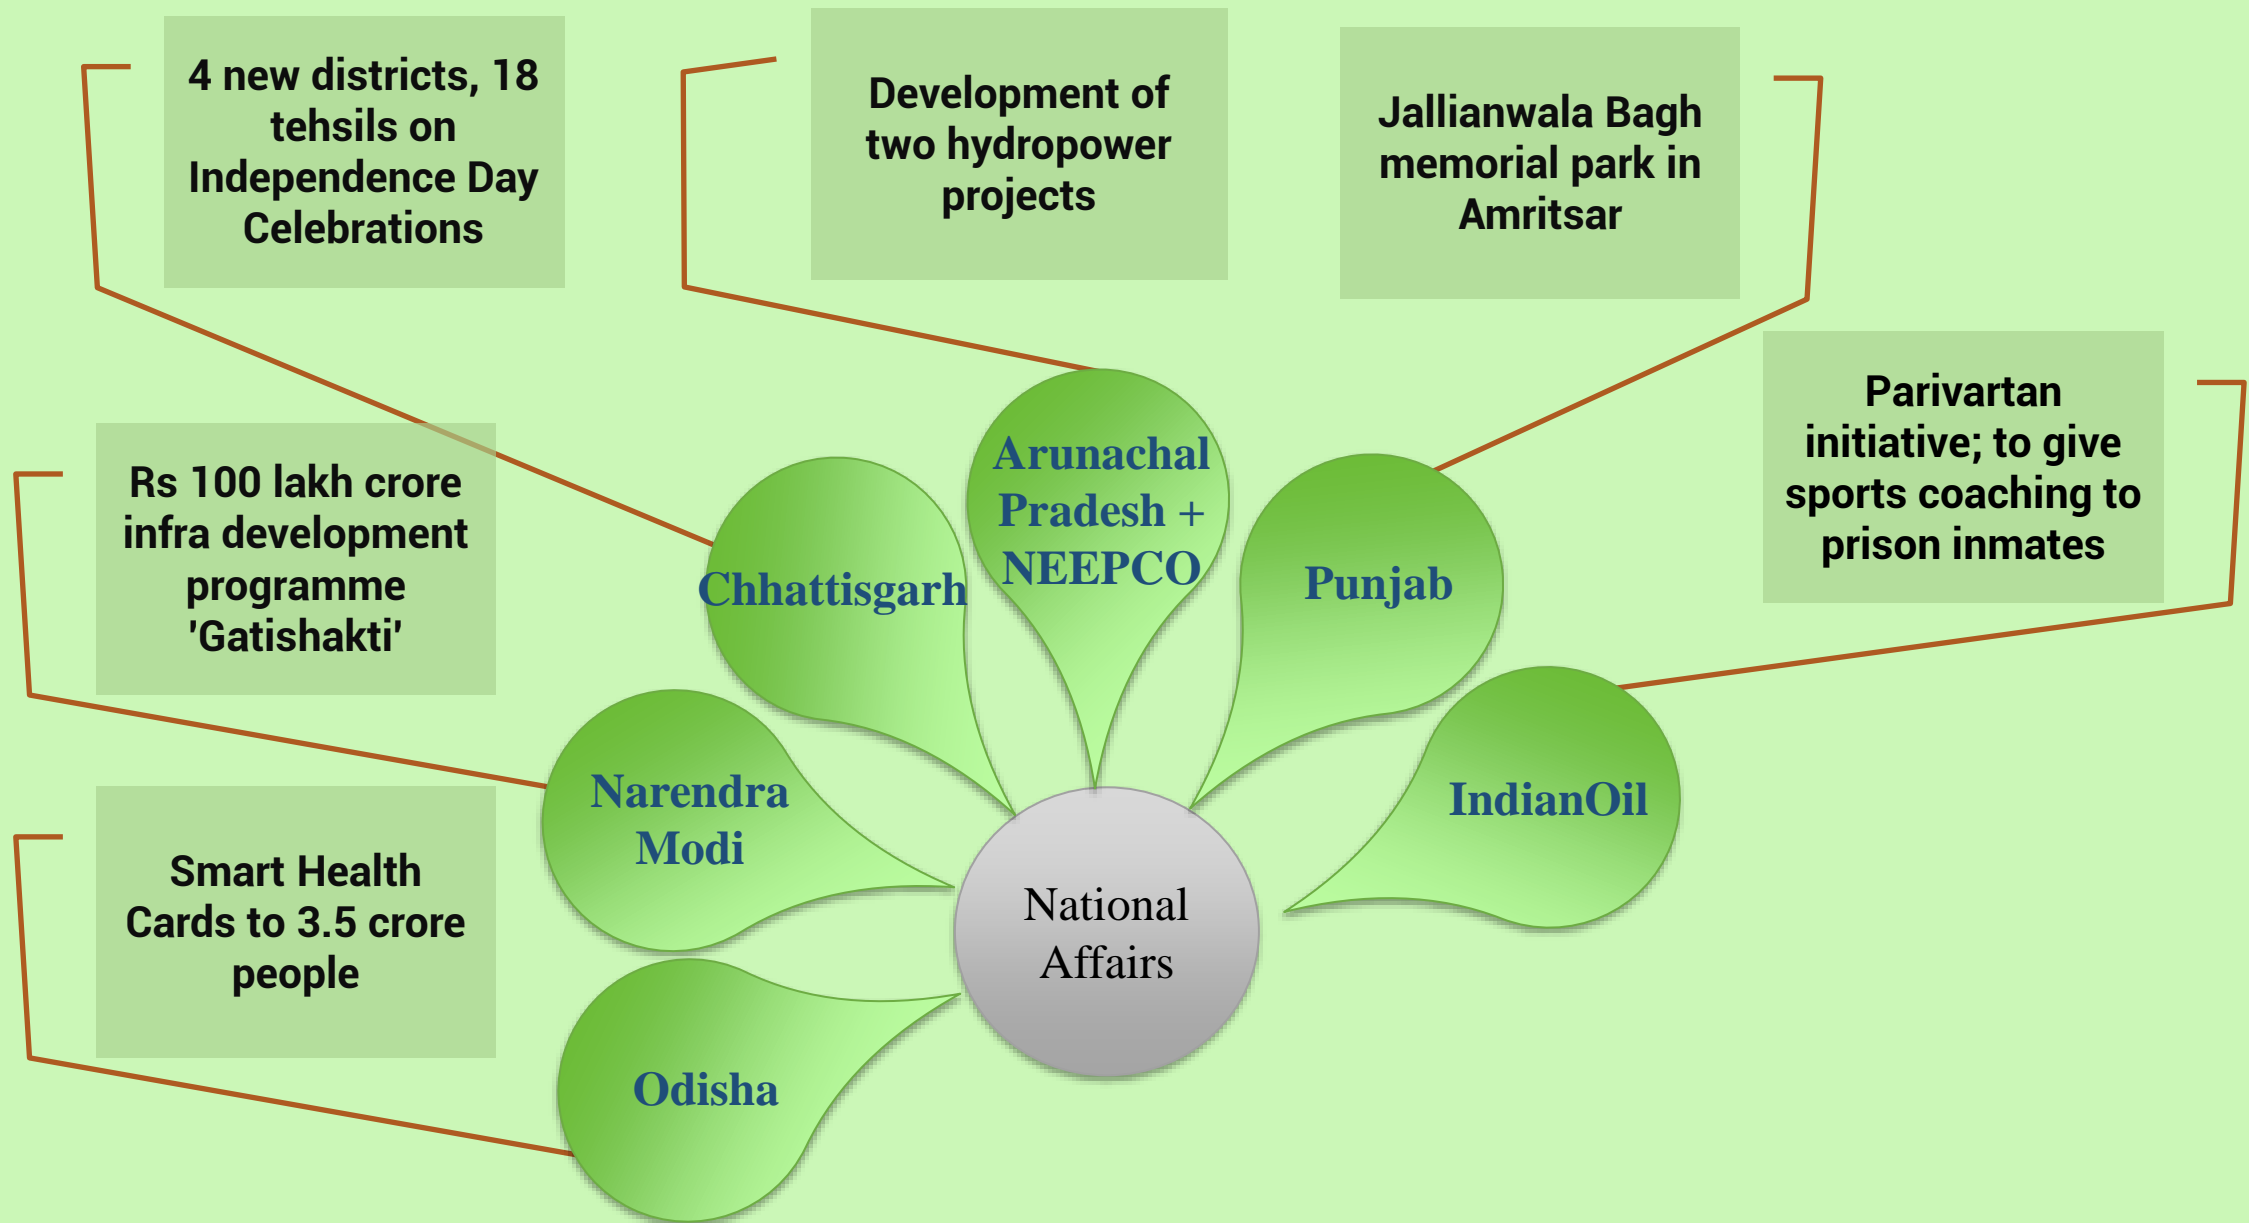 4 new districts, 18
tehsils on
Independence Day
Celebrations
Development of
two hydropower
projects
Jallianwala Bagh
memorial park in
Amritsar
Parivartan
initiative; to give
sports coaching to
prison inmates
Rs 100 lakh crore
infra development
programme
'Gatishakti'
Smart Health
Cards to 3.5 crore
people
Arunachal
Pradesh +
NEEPCO
Chhattisgarh
Punjab
Narendra
Modi
IndianOil
National
Affairs
Odisha